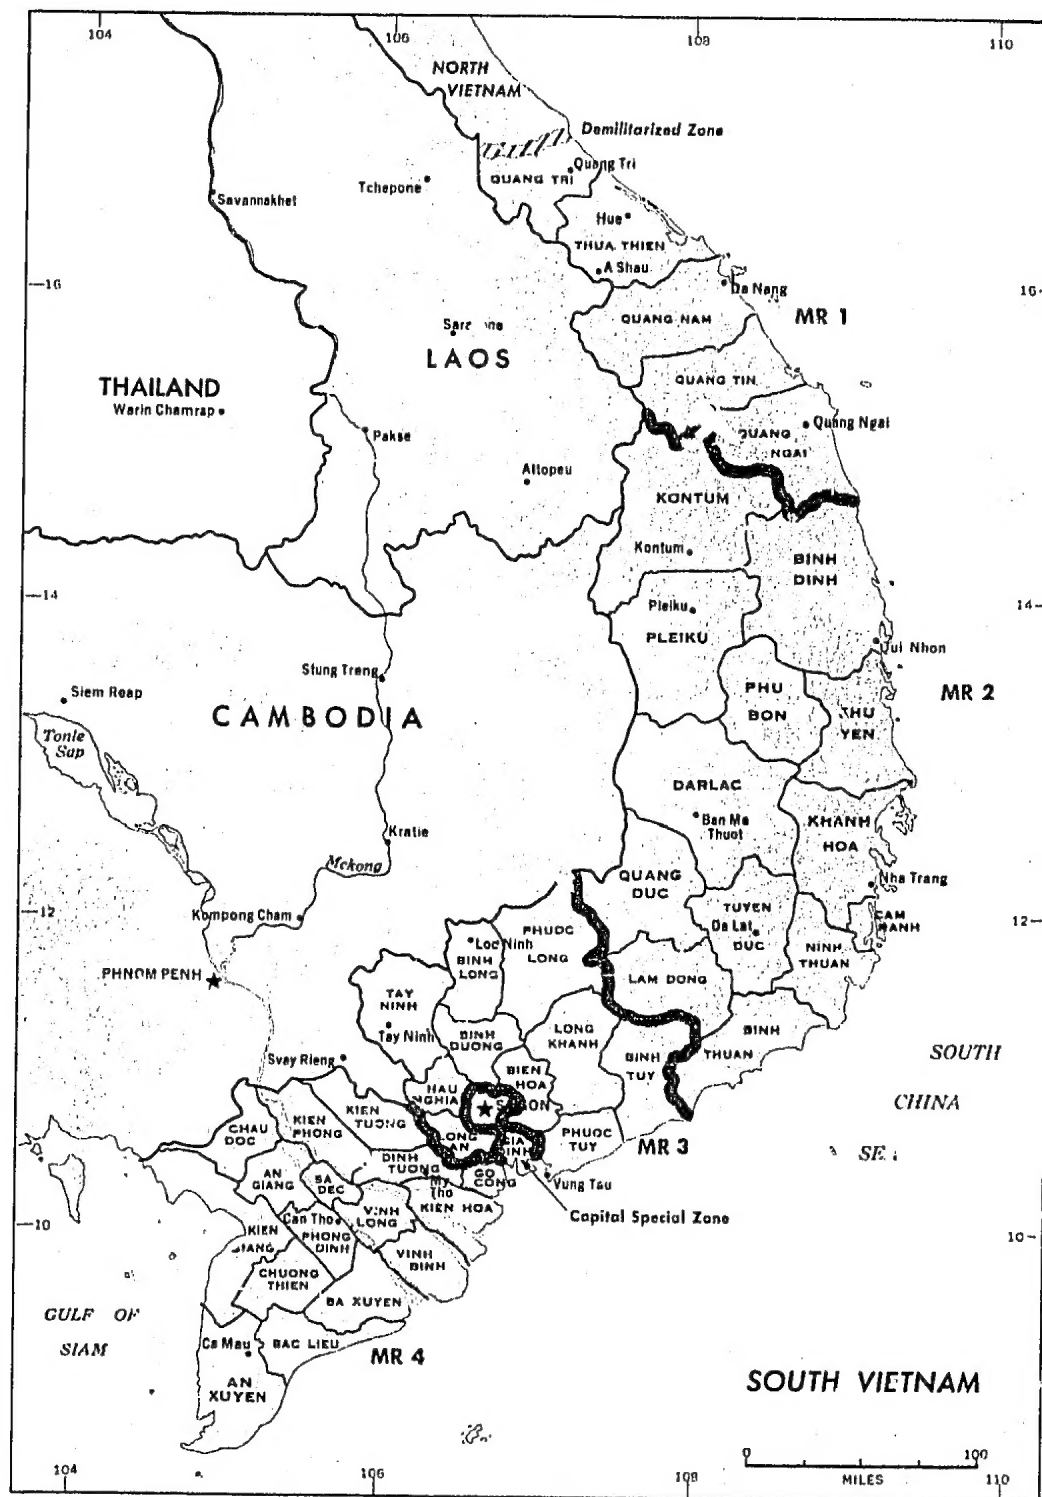 104
106
108
110
NORTH
VIETNAM
Demilitarized Zone
Quang Tri
QUANG TRI
Tchepone
Savannakhet
Hue
THUA THIEN
A Shau
16
Da Nang
16
QUANG NAM
MR 1
LAOS
QUANG TIN
THAILAND
Warin Chamrap
Quang Ngai
QUANG
NGAI
Pakse
Attopeu
KONTUM
Kontum
BINH
DINH
14
14
Pleiku
PLEIKU
Qui Nhon
Stung Treng
Siem Reap
PHU
BON
MR 2
CAMBODIA
PHU
YEN
Tonle
Sap
DARLAC
Ban Me
Thuot
KHANH
HOA
Kratie
Mekong
QUANG
DUC
Nha Trang
12
Kompong Cham
TUYEN
DUC
Da Lat
CAM
RANH
12
PHUOC
LONG
Loc Ninh
BINH
LONG
NINH
THUAN
PHNOM PENH
LAM DONG
TAY
NINH
Tay Ninh
BINH
DUONG
LONG
KHANH
BINH
THUAN
BINH
TUY
Svay Rieng
BIEN
HOA
SOUTH
CHINA
HAU
NGHIA
SAIGON
KIEN
TUONG
KIEN
PHONG
CHAU
DOC
LONG
AN
GIA
DINH
PHUOC
TUY
MR 3
DINH
TUONG
AN
GIANG
SA
DEC
My
Tho
GO
CONG
Vung Tau
KIEN HOA
Capital Special Zone
VINH
LONG
10
10
Can Tho
PHONG
DINH
KIEN
GIANG
VINH
BINH
CHUONG
THIEN
BA XUYEN
GULF OF
SIAM
Ca Mau
BAC LIEU
MR 4
AN
XUYEN
SOUTH VIETNAM
0
100
MILES
104
106
108
110